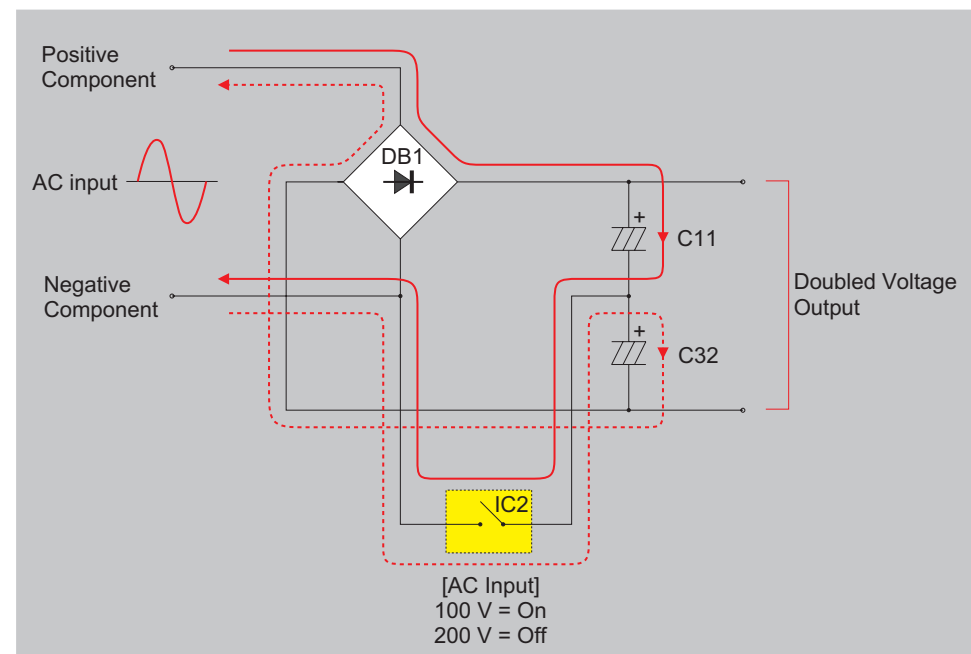 Positive
Component
DB1
AC input
+
C11
Negative
Component
Doubled Voltage
Output
+
C32
IC2
[AC Input]
100 V = On
200 V = Off